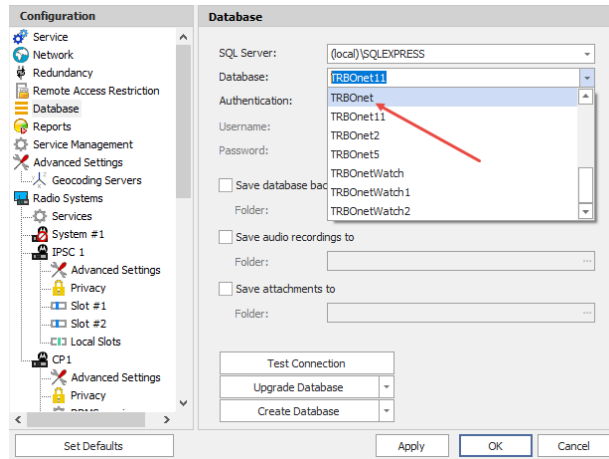 Configuration
Service
Network
Redundancy
Remote Access Restriction
Database
Reports
Service Management
Advanced Settings
Geocoding Servers
Radio Systems
Services
System #1
IPSC 1
Advanced Settings
Privacy
Slot #1
Slot #2
Local Slots
CP1
Advanced Settings
Privacy
Set Defaults
Database
SQL Server: (local)\SQLEXPRESS
Database: TRBOnet11
Authentication:
Username:
Password:
TRBOnet
TRBOnet11
TRBOnet2
TRBOnet5
TRBOnetWatch
TRBOnetWatch1
TRBOnetWatch2
Save database bac
Folder:
Save audio recordings to
Folder:
...
Save attachments to
Folder:
...
Test Connection
Upgrade Database
Create Database
Apply
OK
Cancel